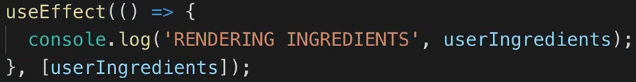 useEffect(() => {
  console.log('RENDERING INGREDIENTS', userIngredients);
}, [userIngredients]);